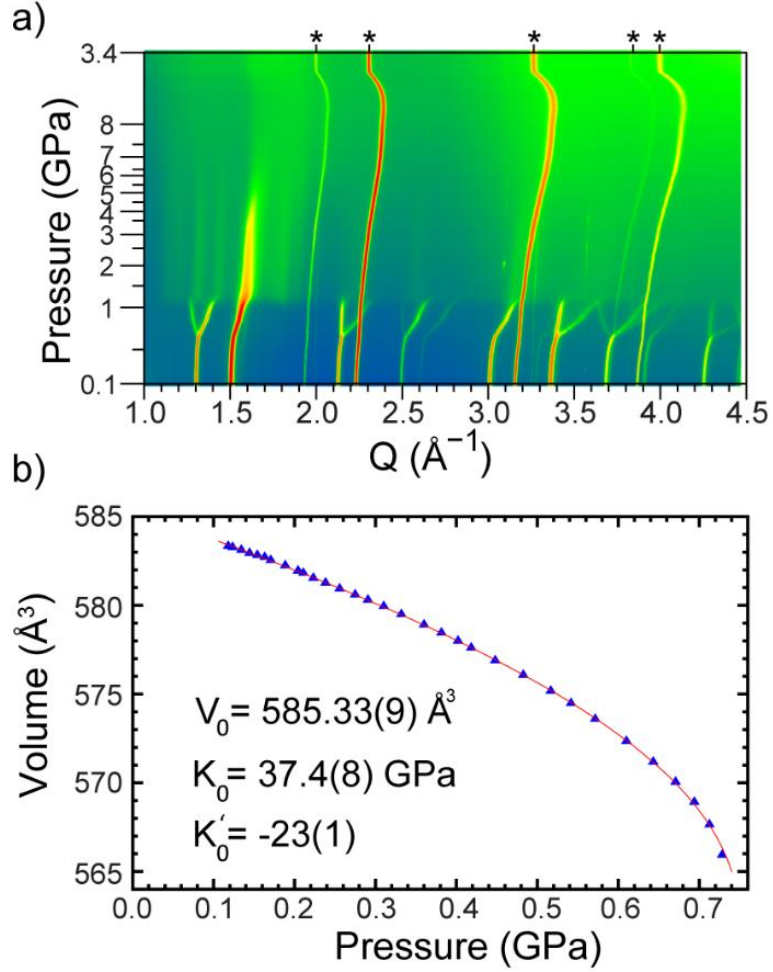 a)
* * * * *
3.4
8
7
6
5
4
3
2
1
0.1
Pressure (GPa)
1.0 1.5 2.0 2.5 3.0 3.5 4.0 4.5
Q (Å⁻¹)
b)
585
580
575
570
565
Volume (Å³)
V₀= 585.33(9) Å³
K₀= 37.4(8) GPa
K₀′= -23(1)
0.0 0.1 0.2 0.3 0.4 0.5 0.6 0.7
Pressure (GPa)